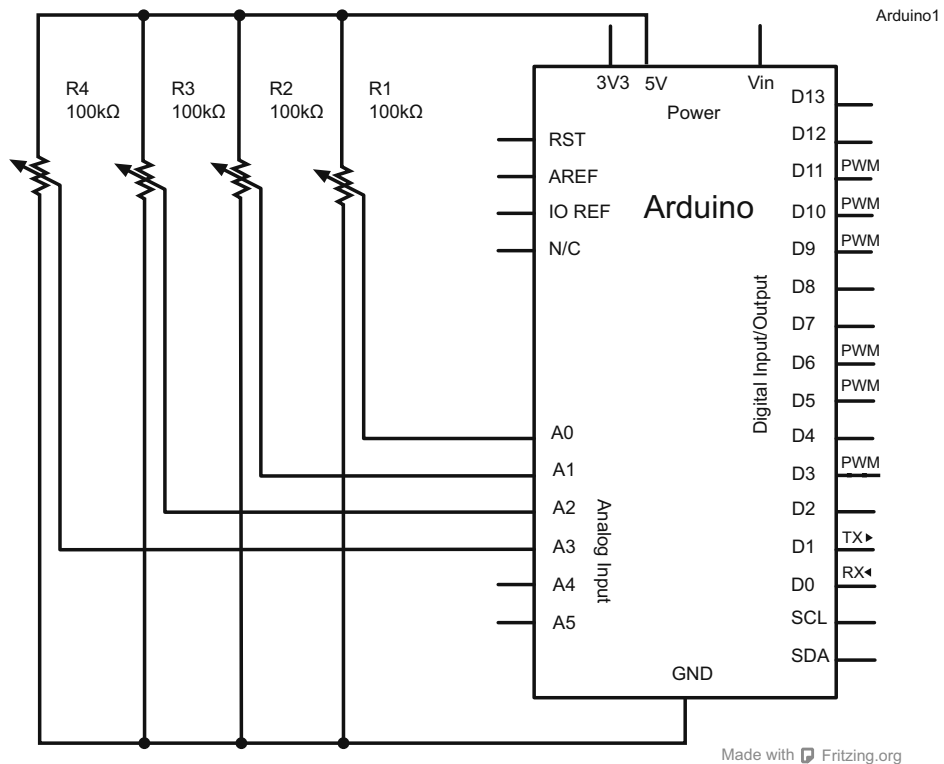 Arduino1
R4
100kΩ
R3
100kΩ
R2
100kΩ
R1
100kΩ
3V3
5V
Vin
Power
RST
AREF
IO REF
N/C
Arduino
A0
A1
A2
A3
A4
A5
Analog Input
Digital Input/Output
D13
D12
D11
PWM
D10
PWM
D9
PWM
D8
D7
D6
PWM
D5
PWM
D4
D3
PWM
D2
D1
TX
D0
RX
SCL
SDA
GND
Made with Fritzing.org